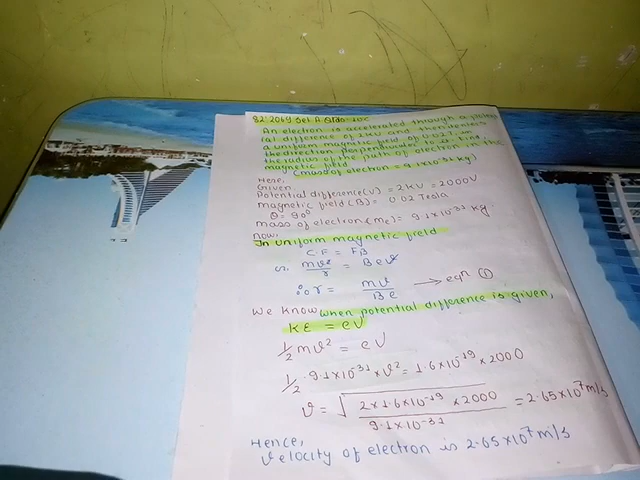 82. 2069 Set A Q.No. 10c
An electron is accelerated through a potent
ial difference of 2KV and then it enters
a uniform magnetic field of 0.02T in
the direction perpendicular to it. Find
the radius of the path of electron in the
magnetic field.
(mass of electron = 9.1x10⁻³¹ kg)
Here,
Given
Potential difference(V) = 2KV = 2000V
magnetic field(B) = 0.02 Tesla
θ = 90°
mass of electron (me) = 9.1x10⁻³¹ kg.
now.
In uniform magnetic field
C.F = FB
or. mv²/r = Bev
∴ r = mv/Be → eqn ①
We know when potential difference is given,
KE = eV
1/2 mv² = eV
1/2 · 9.1x10⁻³¹ x v² = 1.6x10⁻¹⁹ x 2000
v = √(2x1.6x10⁻¹⁹ x 2000 / 9.1x10⁻³¹) = 2.65x10⁷ m/s
Hence,
velocity of electron is 2.65x10⁷ m/s